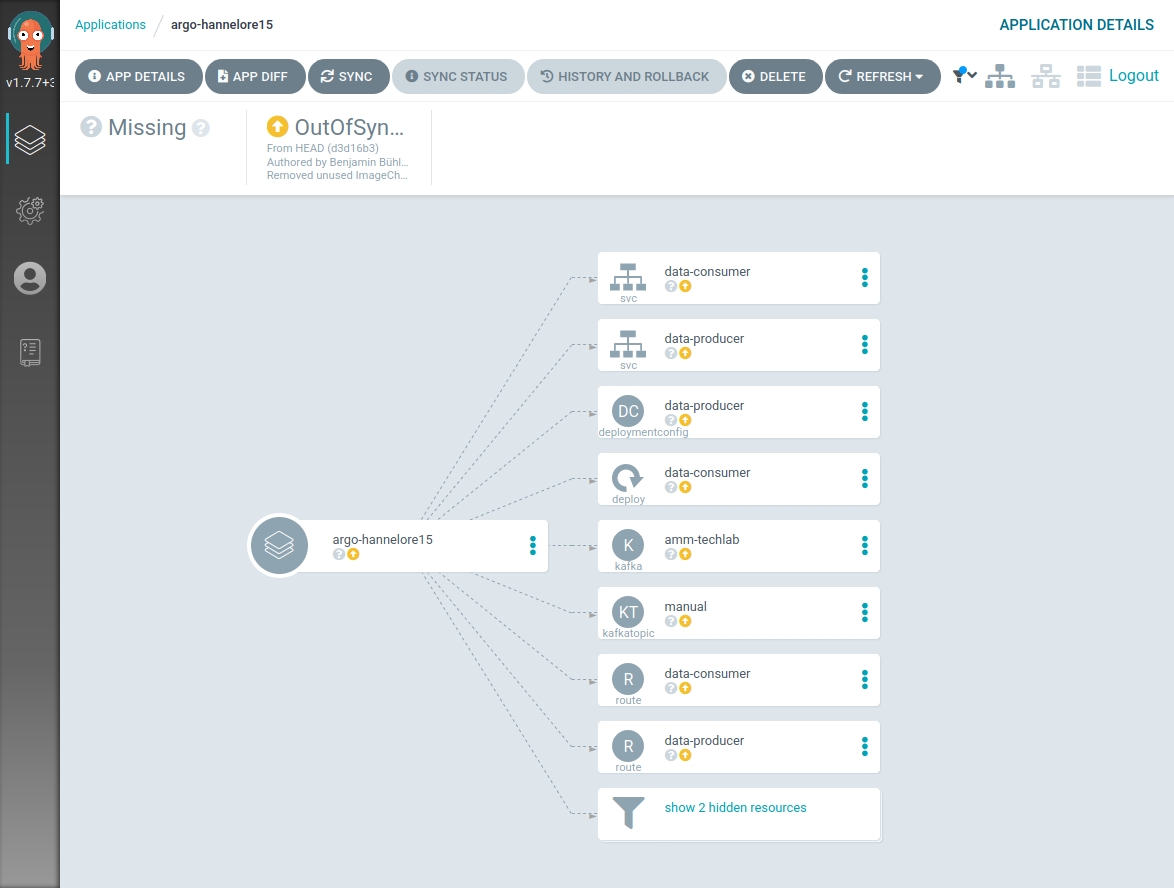 Applications
argo-hannelore15
APPLICATION DETAILS
v1.7.7+3
APP DETAILS
APP DIFF
SYNC
SYNC STATUS
HISTORY AND ROLLBACK
DELETE
REFRESH
Logout
Missing
OutOfSyn...
From HEAD (d3d16b3)
Authored by Benjamin Bühl...
Removed unused ImageCh...
data-consumer
svc
data-producer
svc
DC
data-producer
deploymentconfig
data-consumer
deploy
argo-hannelore15
K
amm-techlab
kafka
KT
manual
kafkatopic
R
data-consumer
route
R
data-producer
route
show 2 hidden resources